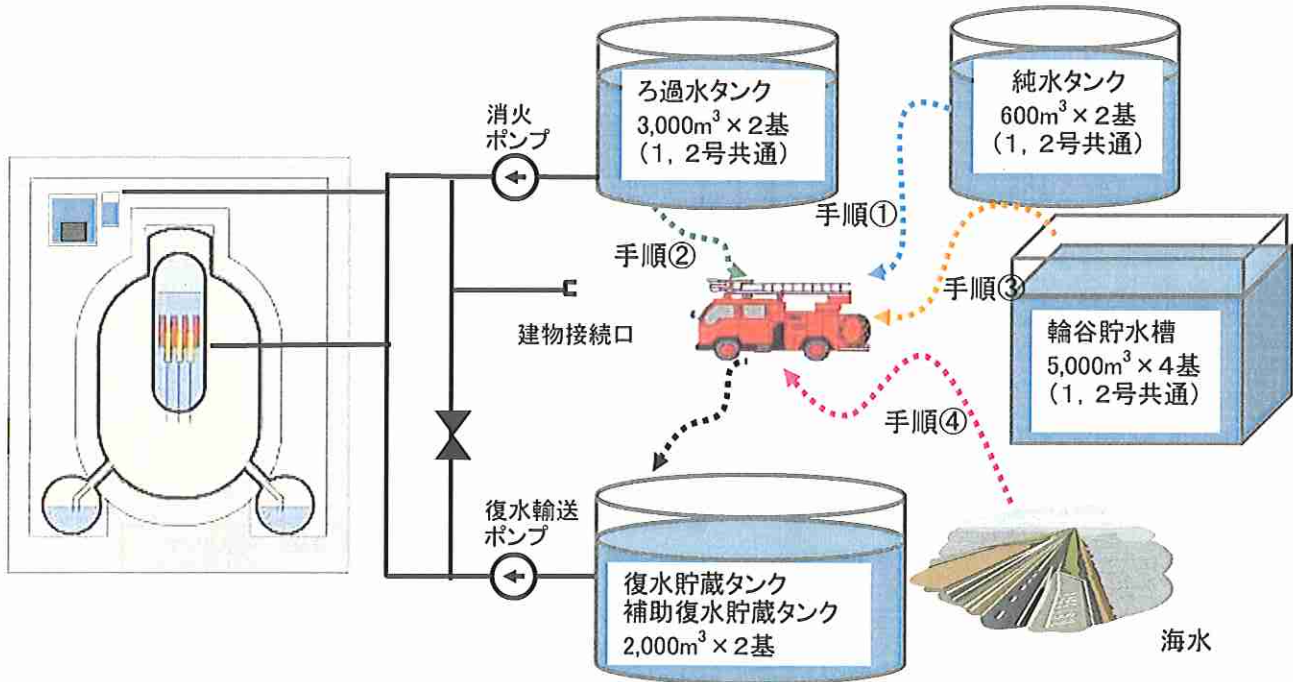 ろ過水タンク
3,000m³×2基
(1，2号共通)
純水タンク
600m³×2基
(1，2号共通)
消火
ポンプ
手順①
手順②
手順③
建物接続口
輪谷貯水槽
5,000m³×4基
(1，2号共通)
手順④
復水輸送
ポンプ
復水貯蔵タンク
補助復水貯蔵タンク
2,000m³×2基
海水